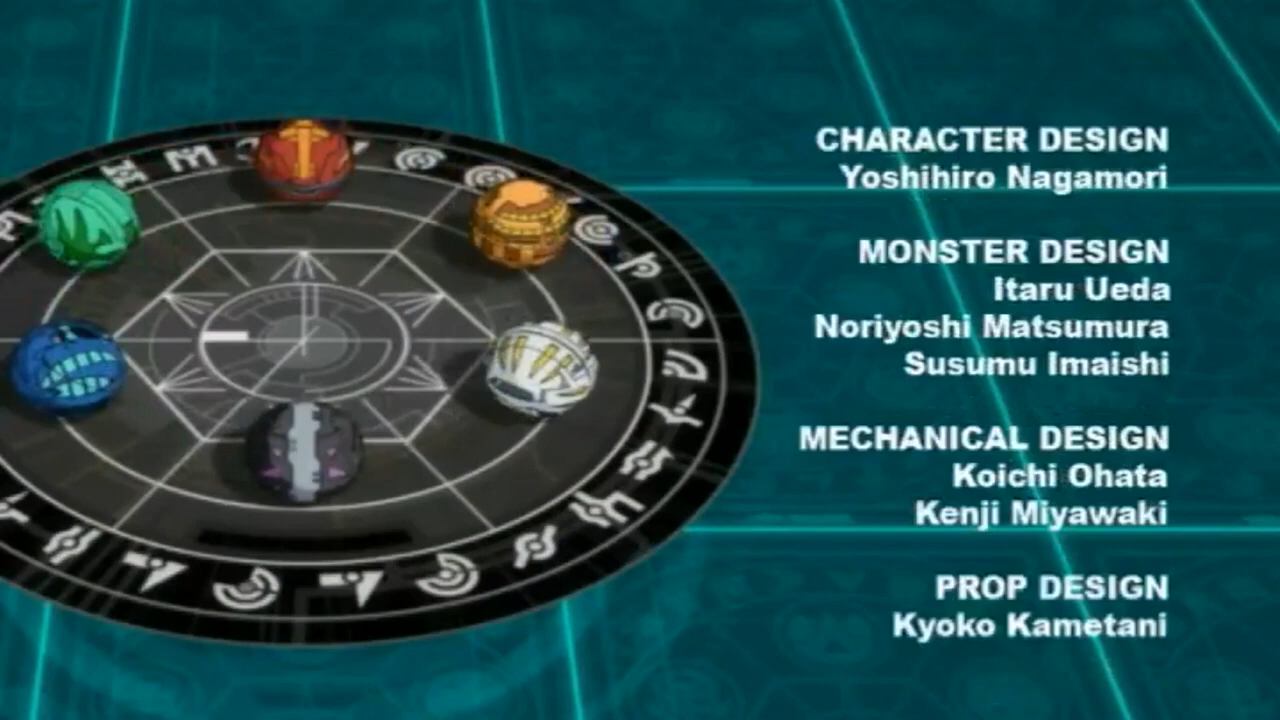 CHARACTER DESIGN
Yoshihiro Nagamori
MONSTER DESIGN
Itaru Ueda
Noriyoshi Matsumura
Susumu Imaishi
MECHANICAL DESIGN
Koichi Ohata
Kenji Miyawaki
PROP DESIGN
Kyoko Kametani